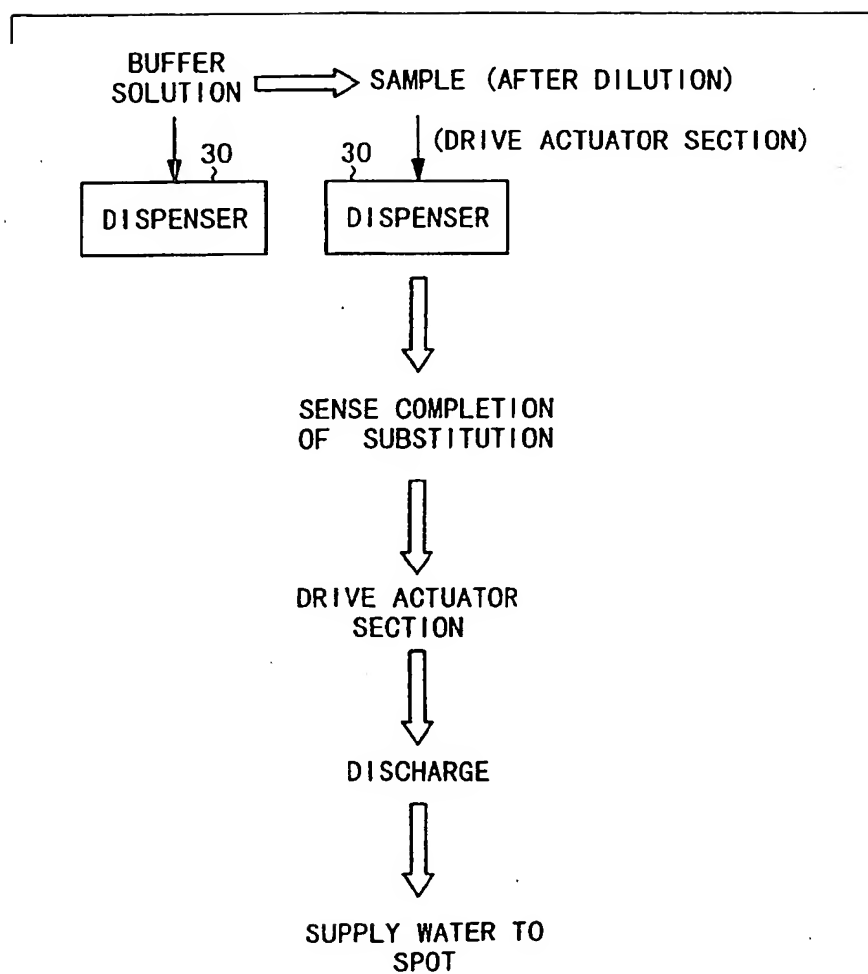 BUFFER
SOLUTION
SAMPLE (AFTER DILUTION)
(DRIVE ACTUATOR SECTION)
30
30
DISPENSER
DISPENSER
SENSE COMPLETION
OF SUBSTITUTION
DRIVE ACTUATOR
SECTION
DISCHARGE
SUPPLY WATER TO
SPOT